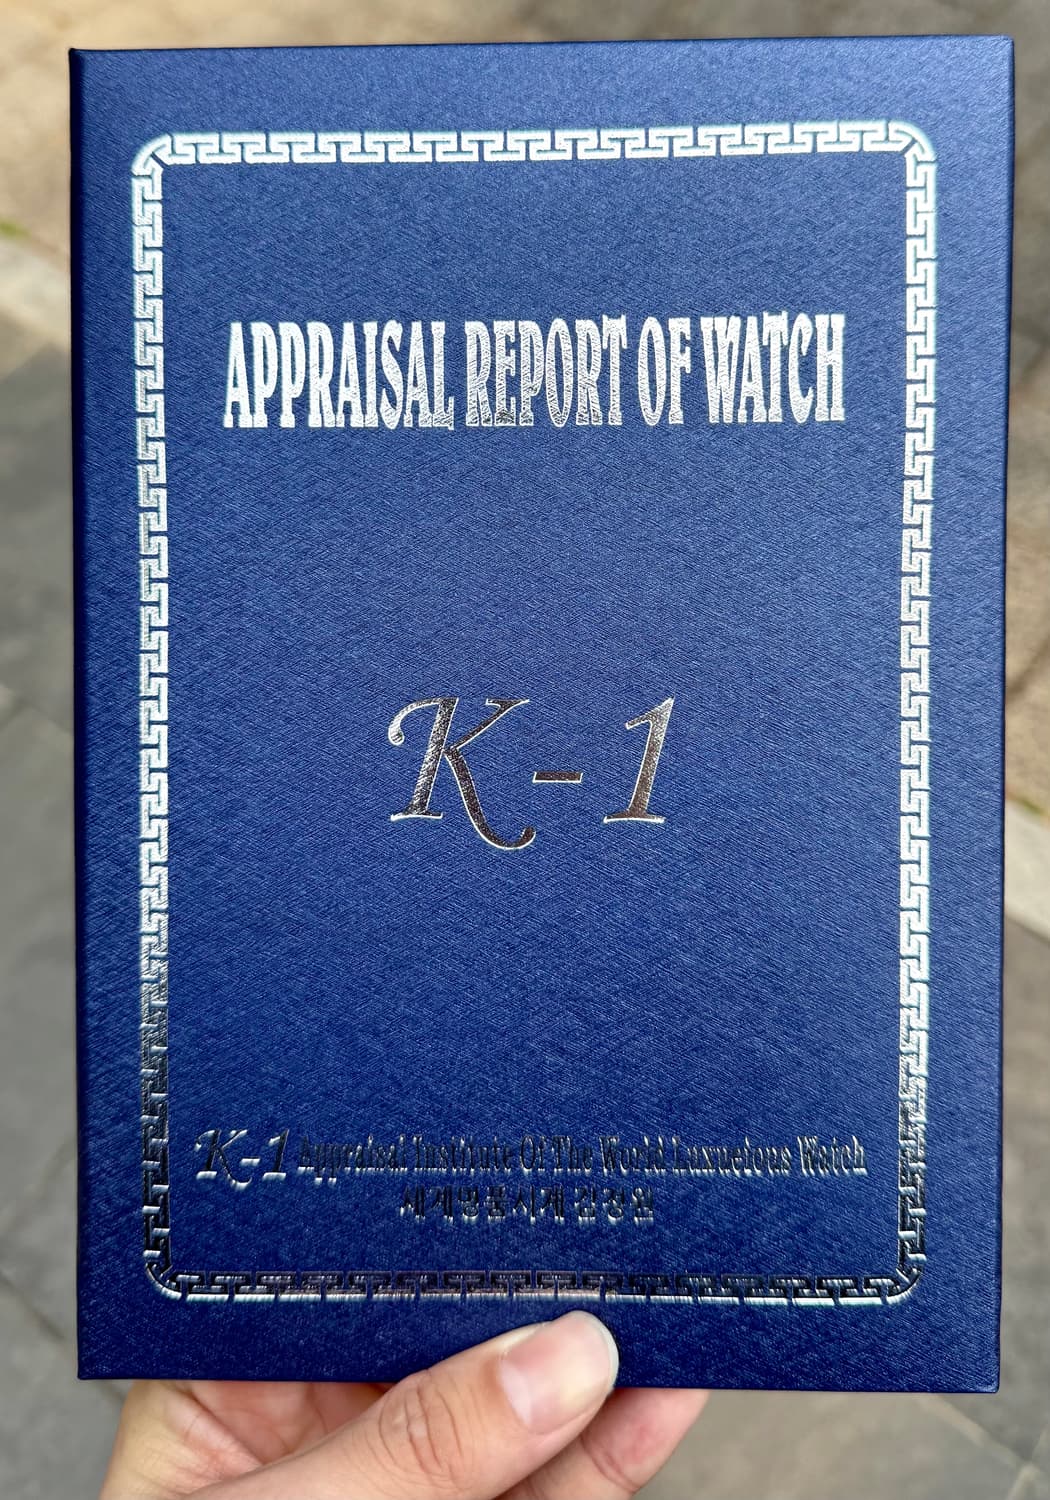 APPRAISAL REPORT OF WATCH
K-1
K-1 Appraisal Institute Of The World Luxueious Watch
세계명품시계감정원